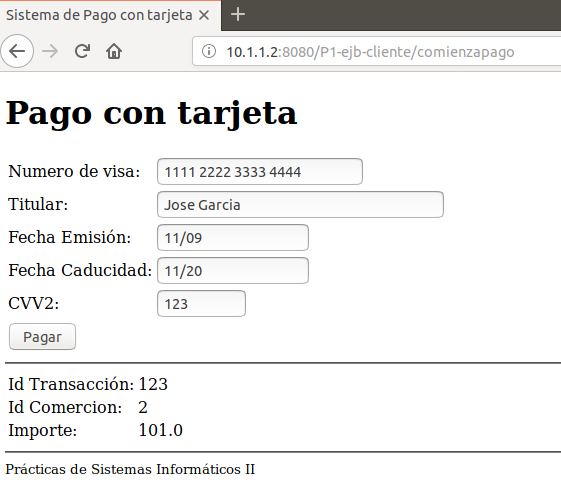 Sistema de Pago con tarjeta
10.1.1.2:8080/P1-ejb-cliente/comienzapago
Pago con tarjeta
Numero de visa: 1111 2222 3333 4444
Titular: Jose Garcia
Fecha Emisión: 11/09
Fecha Caducidad: 11/20
CVV2: 123
Pagar
Id Transacción: 123
Id Comercion: 2
Importe: 101.0
Prácticas de Sistemas Informáticos II